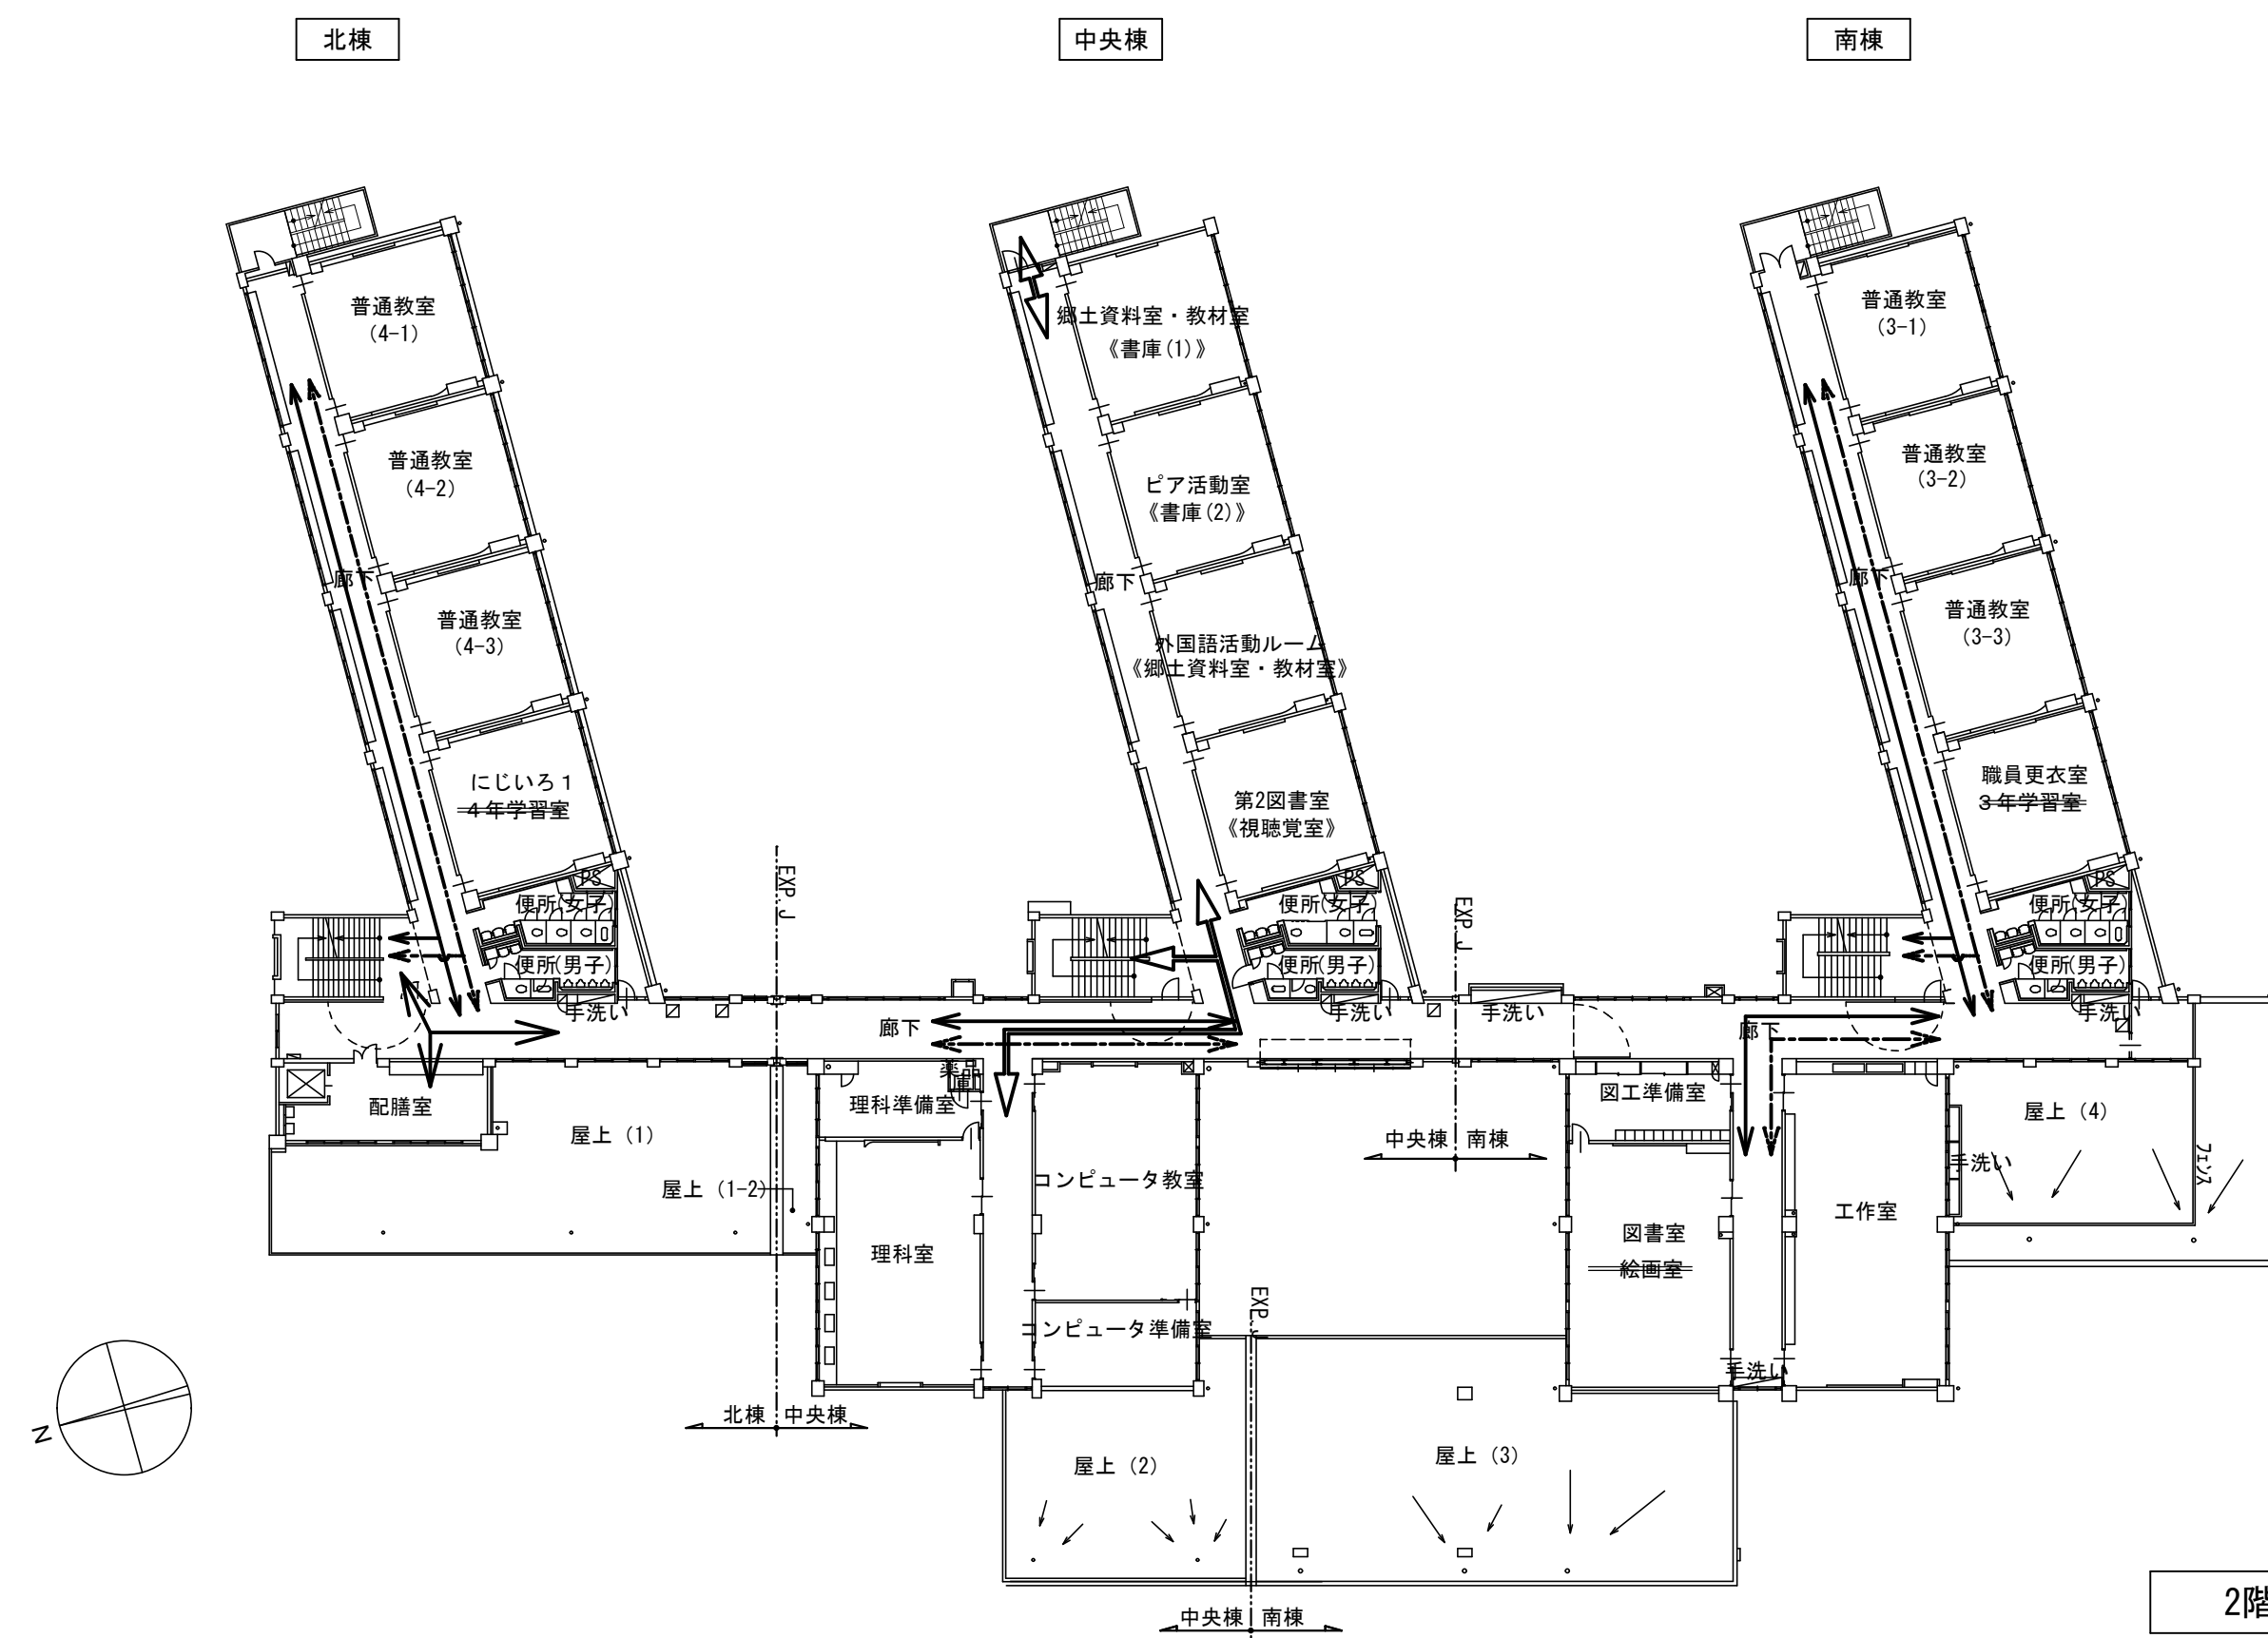 北棟
中央棟
南棟
普通教室
(4-1)
普通教室
(4-2)
廊下
普通教室
(4-3)
にじいろ１
４年学習室
PS
便所(女子)
便所(男子)
手洗い
EXP.J
郷土資料室・教材室
《書庫(1)》
ピア活動室
《書庫(2)》
廊下
外国語活動ルーム
《郷土資料室・教材室》
第2図書室
《視聴覚室》
PS
便所(女子)
便所(男子)
手洗い
EXP.J
手洗い
普通教室
(3-1)
普通教室
(3-2)
廊下
普通教室
(3-3)
職員更衣室
３年学習室
PS
便所(女子)
便所(男子)
手洗い
廊下
廊下
配膳室
屋上 (1)
屋上 (1-2)
理科準備室
薬品
庫
理科室
コンピュータ教室
コンピュータ準備室
中央棟
南棟
図工準備室
図書室
絵画室
手洗い
工作室
手洗い
屋上 (4)
フェンス
EXP.J
北棟
中央棟
屋上 (2)
屋上 (3)
中央棟
南棟
N
2階